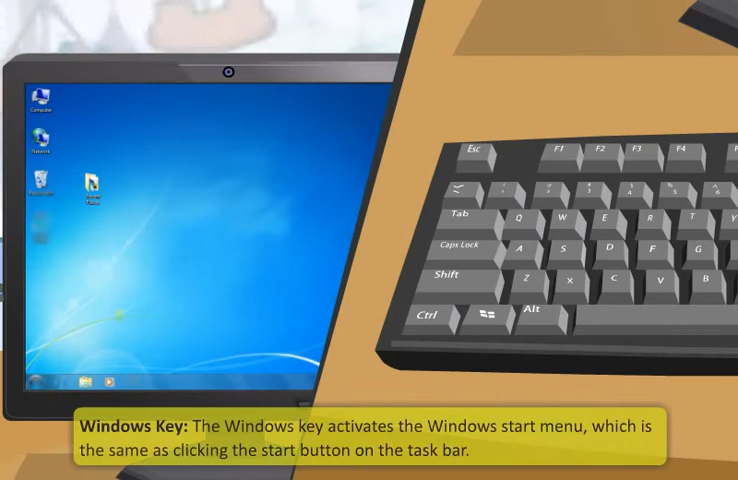 Computer
Network
Esc F1 F2 F3 F4 F
Tab Q W E R T Y
Caps Lock A S D F G
Shift Z X C V B
Ctrl Alt
Windows Key: The Windows key activates the Windows start menu, which is
the same as clicking the start button on the task bar.